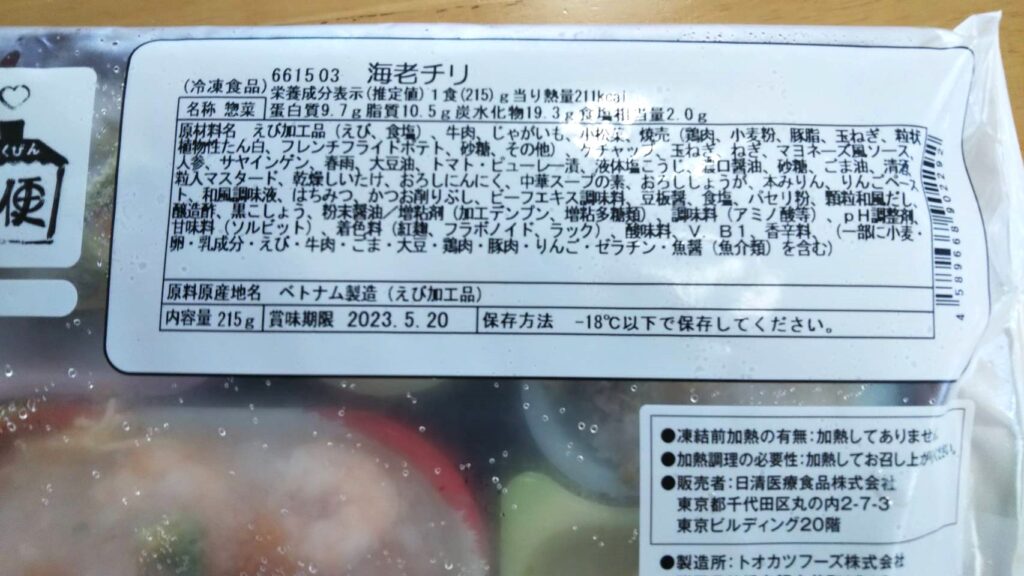 くびん
便
661503 海老チリ
(冷凍食品) 栄養成分表示(推定値)1食(215)g当り熱量211kcal
名称 惣菜 蛋白質9.7g脂質10.5g炭水化物19.3g食塩相当量2.0g
原材料名 えび加工品(えび、食塩)、牛肉、じゃがいも、小松菜、焼売(鶏肉、小麦粉、豚脂、玉ねぎ、粒状
植物性たん白、フレンチフライドポテト、砂糖、その他)、ケチャップ、玉ねぎ、ねぎ、マヨネーズ風ソース、
人参、サヤインゲン、春雨、大豆油、トマト・ピューレー漬、液体塩こうじ、濃口醤油、砂糖、ごま油、清酒、
粒入マスタード、乾燥しいたけ、おろしにんにく、中華スープの素、おろししょうが、本みりん、りんごペース
ト、和風調味液、はちみつ、かつお削りぶし、ビーフエキス調味料、豆板醤、食塩、パセリ粉、顆粒和風だし、
醸造酢、黒こしょう、粉末醤油/増粘剤(加工デンプン、増粘多糖類)、調味料(アミノ酸等)、pH調整剤、
甘味料(ソルビット)、着色料(紅麹、フラボノイド、ラック)、酸味料、V.B1、香辛料、(一部に小麦・
卵・乳成分・えび・牛肉・ごま・大豆・鶏肉・豚肉・りんご・ゼラチン・魚醤(魚介類)を含む)
原料原産地名 ベトナム製造(えび加工品)
内容量 215g 賞味期限 2023.5.20 保存方法 -18℃以下で保存してください。
●凍結前加熱の有無:加熱してありませ
●加熱調理の必要性:加熱してお召し上がりください。
●販売者:日清医療食品株式会社
東京都千代田区丸の内2-7-3
東京ビルディング20階
●製造所:トオカツフーズ株式会社